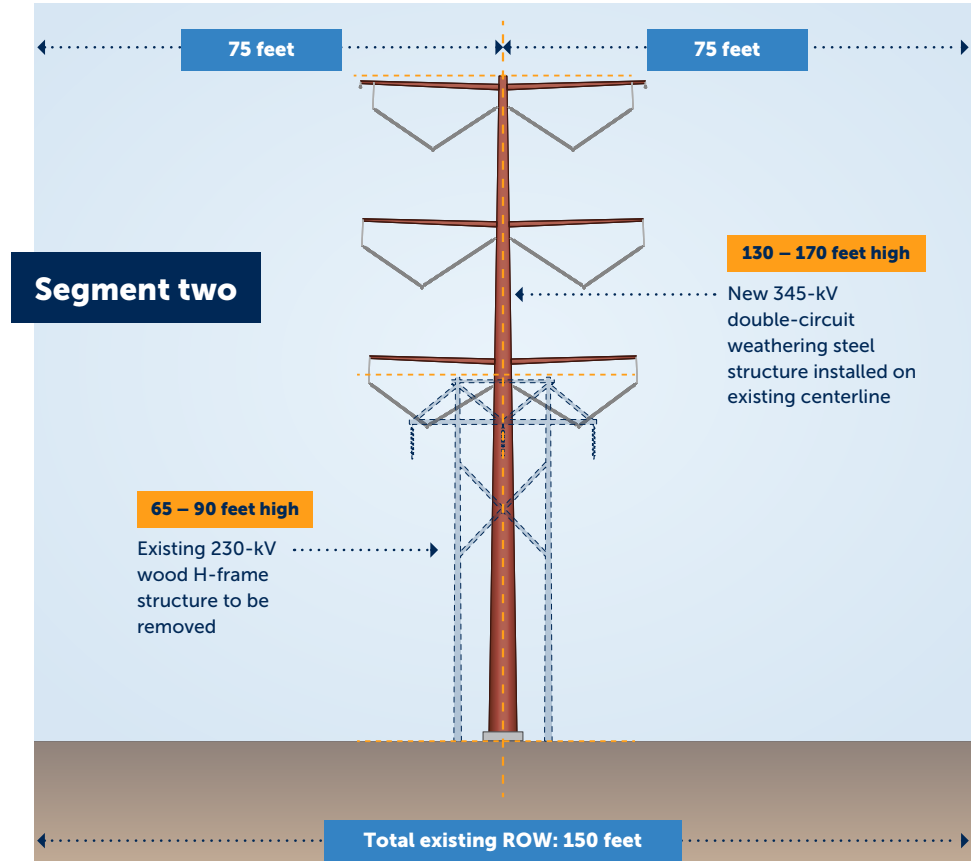 75 feet
75 feet
Segment two
130 – 170 feet high
New 345-kV
double-circuit
weathering steel
structure installed on
existing centerline
65 – 90 feet high
Existing 230-kV
wood H-frame
structure to be
removed
Total existing ROW: 150 feet